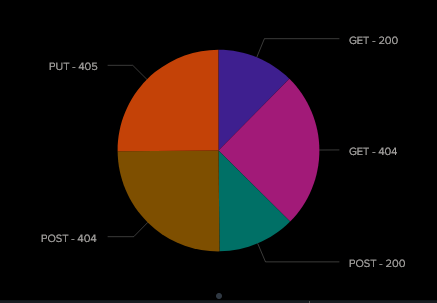 GET - 200
PUT - 405
GET - 404
POST - 404
POST - 200